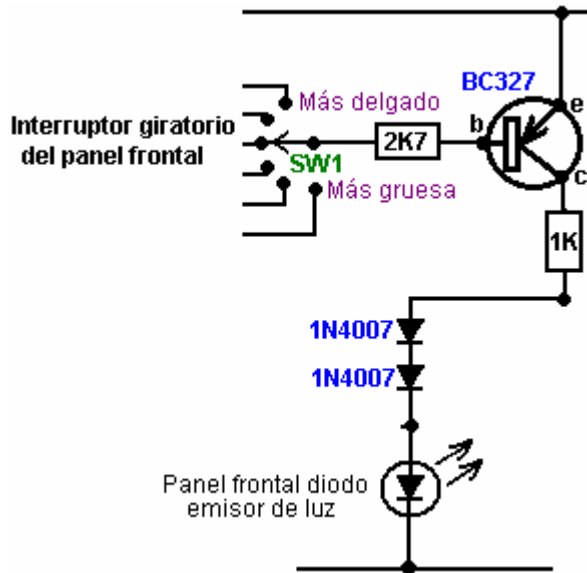 BC327
e
Más delgado
b
Interruptor giratorio
del panel frontal
2K7
SW1
c
Más gruesa
1K
1N4007
1N4007
Panel frontal diodo
emisor de luz